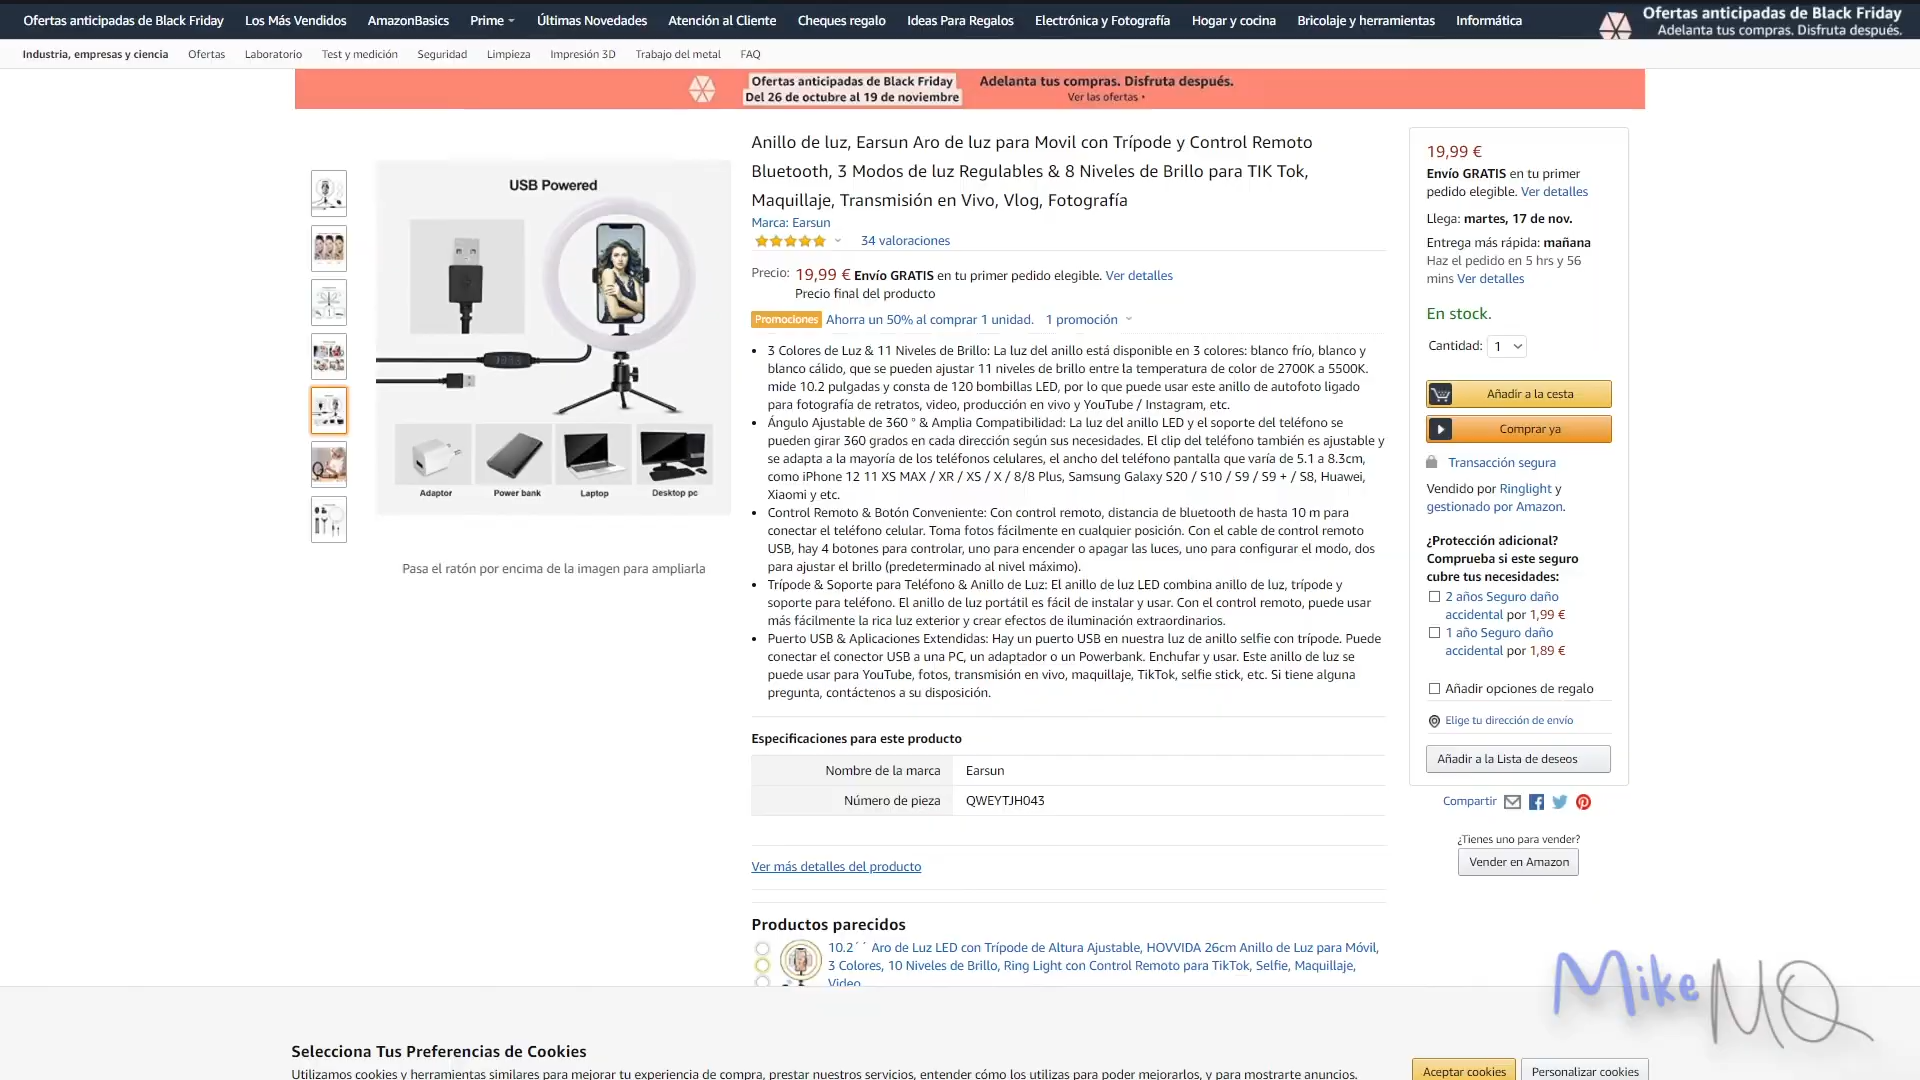 Ofertas anticipadas de Black Friday Los Más Vendidos AmazonBasics Prime Últimas Novedades Atención al Cliente Cheques regalo Ideas Para Regalos Electrónica y Fotografía Hogar y cocina Bricolaje y herramientas Informática
Ofertas anticipadas de Black Friday
Adelanta tus compras. Disfruta después.
Industria, empresas y ciencia Ofertas Laboratorio Test y medición Seguridad Limpieza Impresión 3D Trabajo del metal FAQ
Ofertas anticipadas de Black Friday
Del 26 de octubre al 19 de noviembre
Adelanta tus compras. Disfruta después.
Ver las ofertas
USB Powered
Adaptor Power bank Laptop Desktop pc
Pasa el ratón por encima de la imagen para ampliarla
Anillo de luz, Earsun Aro de luz para Movil con Trípode y Control Remoto
Bluetooth, 3 Modos de luz Regulables & 8 Niveles de Brillo para TIK Tok,
Maquillaje, Transmisión en Vivo, Vlog, Fotografía
Marca: Earsun
34 valoraciones
Precio: 19,99 € Envío GRATIS en tu primer pedido elegible. Ver detalles
Precio final del producto
Promociones Ahorra un 50% al comprar 1 unidad. 1 promoción
• 3 Colores de Luz & 11 Niveles de Brillo: La luz del anillo está disponible en 3 colores: blanco frío, blanco y
blanco cálido, que se pueden ajustar 11 niveles de brillo entre la temperatura de color de 2700K a 5500K.
mide 10.2 pulgadas y consta de 120 bombillas LED, por lo que puede usar este anillo de autofoto ligado
para fotografía de retratos, video, producción en vivo y YouTube / Instagram, etc.
• Ángulo Ajustable de 360 ° & Amplia Compatibilidad: La luz del anillo LED y el soporte del teléfono se
pueden girar 360 grados en cada dirección según sus necesidades. El clip del teléfono también es ajustable y
se adapta a la mayoría de los teléfonos celulares, el ancho del teléfono pantalla que varía de 5.1 a 8.3cm,
como iPhone 12 11 XS MAX / XR / XS / X / 8/8 Plus, Samsung Galaxy S20 / S10 / S9 / S9 + / S8, Huawei,
Xiaomi y etc.
• Control Remoto & Botón Conveniente: Con control remoto, distancia de bluetooth de hasta 10 m para
conectar el teléfono celular. Toma fotos fácilmente en cualquier posición. Con el cable de control remoto
USB, hay 4 botones para controlar, uno para encender o apagar las luces, uno para configurar el modo, dos
para ajustar el brillo (predeterminado al nivel máximo).
• Trípode & Soporte para Teléfono & Anillo de Luz: El anillo de luz LED combina anillo de luz, trípode y
soporte para teléfono. El anillo de luz portátil es fácil de instalar y usar. Con el control remoto, puede usar
más fácilmente la rica luz exterior y crear efectos de iluminación extraordinarios.
• Puerto USB & Aplicaciones Extendidas: Hay un puerto USB en nuestra luz de anillo selfie con trípode. Puede
conectar el conector USB a una PC, un adaptador o un Powerbank. Enchufar y usar. Este anillo de luz se
puede usar para YouTube, fotos, transmisión en vivo, maquillaje, TikTok, selfie stick, etc. Si tiene alguna
pregunta, contáctenos a su disposición.
Especificaciones para este producto
Nombre de la marca Earsun
Número de pieza QWEYTJH043
Ver más detalles del producto
Productos parecidos
10.2´´ Aro de Luz LED con Trípode de Altura Ajustable, HOVVIDA 26cm Anillo de Luz para Móvil,
3 Colores, 10 Niveles de Brillo, Ring Light con Control Remoto para TikTok, Selfie, Maquillaje,
Video
19,99 €
Envío GRATIS en tu primer
pedido elegible. Ver detalles
Llega: martes, 17 de nov.
Entrega más rápida: mañana
Haz el pedido en 5 hrs y 56
mins Ver detalles
En stock.
Cantidad: 1
Añadir a la cesta
Comprar ya
Transacción segura
Vendido por Ringlight y
gestionado por Amazon.
¿Protección adicional?
Comprueba si este seguro
cubre tus necesidades:
2 años Seguro daño
accidental por 1,99 €
1 año Seguro daño
accidental por 1,89 €
Añadir opciones de regalo
Elige tu dirección de envío
Añadir a la Lista de deseos
Compartir
¿Tienes uno para vender?
Vender en Amazon
MikeMQ
Selecciona Tus Preferencias de Cookies
Utilizamos cookies y herramientas similares para mejorar tu experiencia de compra, prestar nuestros servicios, entender cómo los utilizas para poder mejorarlos, y para mostrarte anuncios.
Aceptar cookies Personalizar cookies